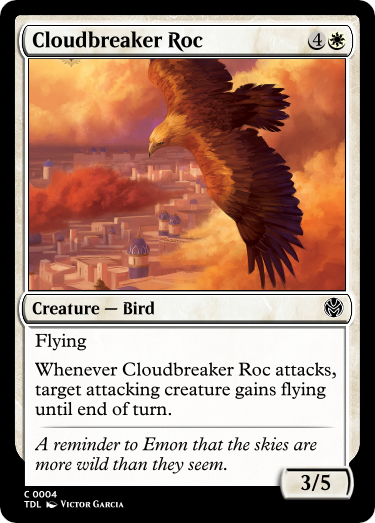 Cloudbreaker Roc 4
Creature — Bird
Flying
Whenever Cloudbreaker Roc attacks,
target attacking creature gains flying
until end of turn.
A reminder to Emon that the skies are
more wild than they seem.
3/5
C 0004
TDL Victor Garcia